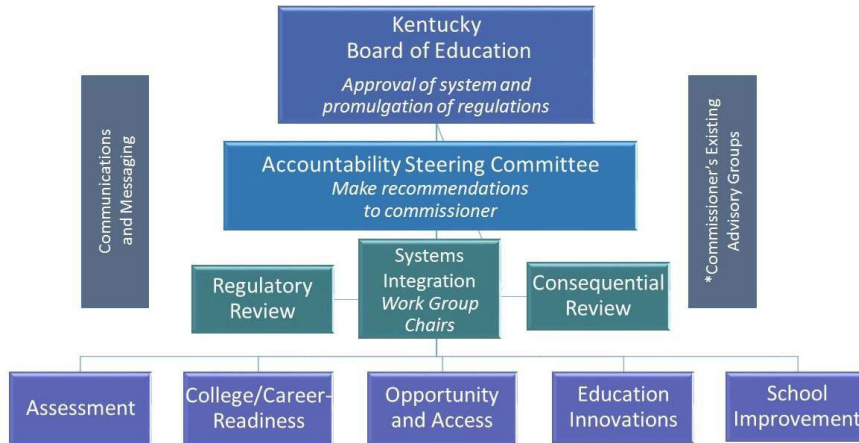 Kentucky
Board of Education
Approval of system and
promulgation of regulations
Communications
and Messaging
*Commissioner's Existing
Advisory Groups
Accountability Steering Committee
Make recommendations
to commissioner
Regulatory
Review
Systems
Integration
Work Group
Chairs
Consequential
Review
Assessment
College/Career-
Readiness
Opportunity
and Access
Education
Innovations
School
Improvement